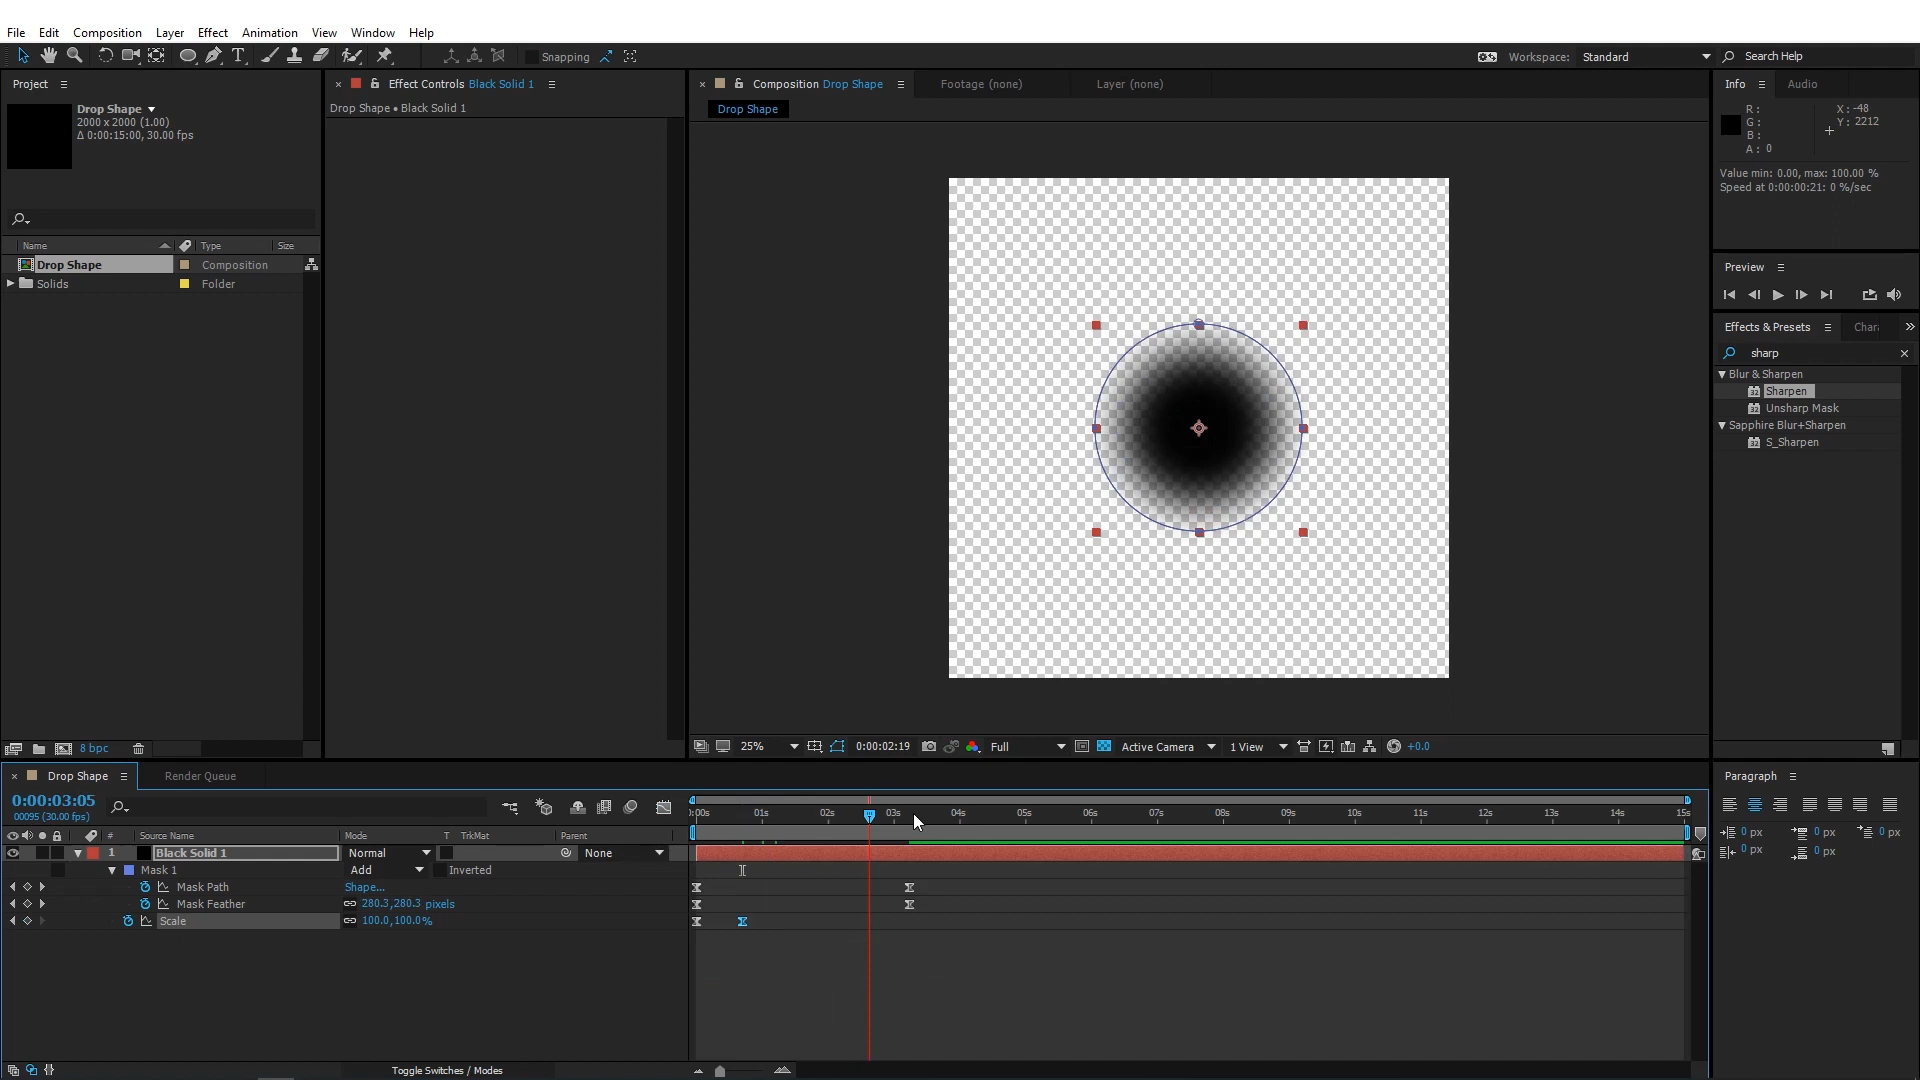 File Edit Composition Layer Effect Animation View Window Help
Snapping
Workspace: Standard
Search Help
Project
Drop Shape
2000 x 2000 (1.00)
Δ 0:00:15:00, 30.00 fps
Name Type Size
Drop Shape Composition
Solids Folder
8 bpc
Effect Controls Black Solid 1
Drop Shape • Black Solid 1
Composition Drop Shape
Footage (none)
Layer (none)
Drop Shape
25%
0:00:02:19
Full
Active Camera
1 View
+0.0
Info Audio
R: X: -48
G: Y: 2212
B:
A: 0
Value min: 0.00, max: 100.00 %
Speed at 0:00:00:21: 0 %/sec
Preview
Effects & Presets Chara
sharp
Blur & Sharpen
32 Sharpen
32 Unsharp Mask
Sapphire Blur+Sharpen
32 S_Sharpen
Drop Shape
Render Queue
0:00:03:05
00095 (30.00 fps)
# Source Name Mode T TrkMat Parent
1 Black Solid 1 Normal None
Mask 1 Add Inverted
Mask Path Shape...
Mask Feather 280.3,280.3 pixels
Scale 100.0,100.0%
Toggle Switches / Modes
):00s 01s 02s 03s 04s 05s 06s 07s 08s 09s 10s 11s 12s 13s 14s 15s
Paragraph
0 px 0 px 0 px
0 px 0 px